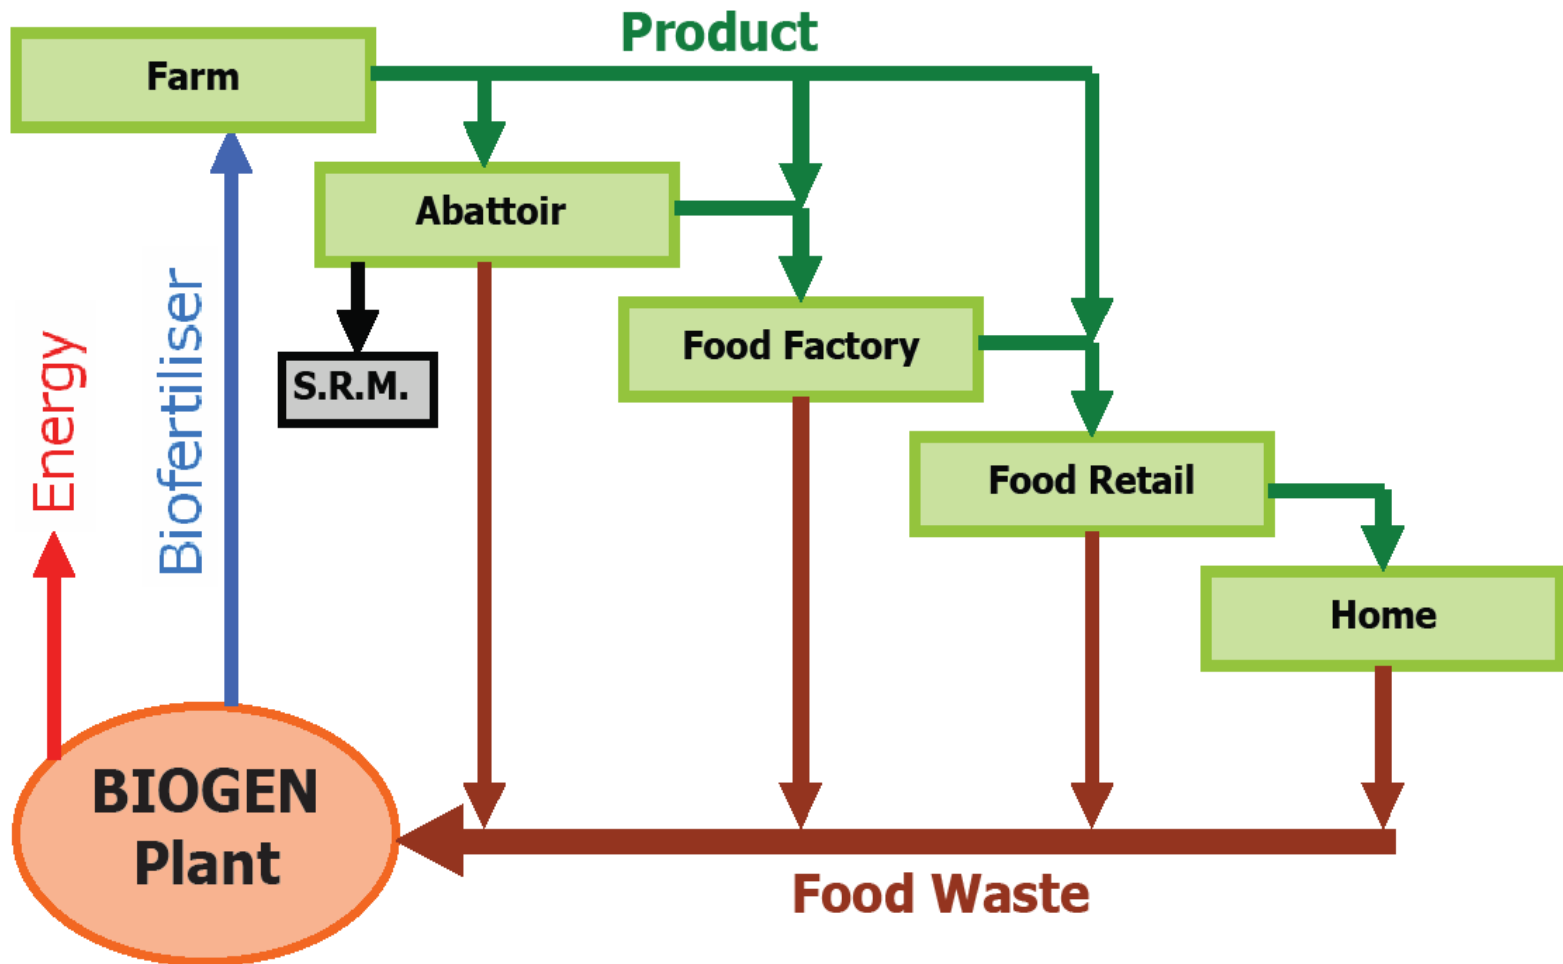 Product
Farm
Abattoir
Food Factory
S.R.M.
Food Retail
Home
Energy
Biofertiliser
BIOGEN
Plant
Food Waste